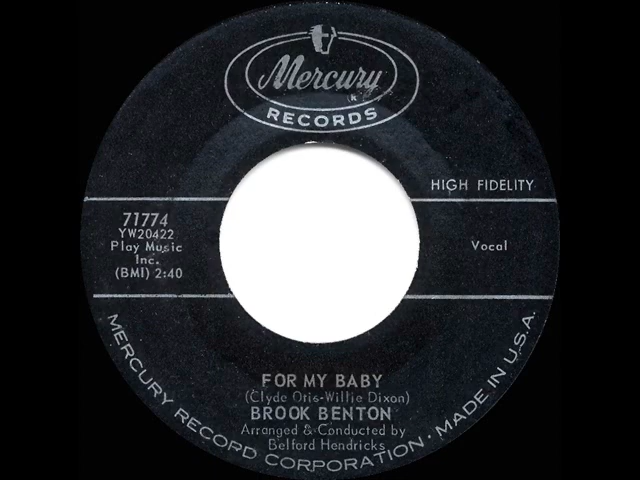 Mercury
RECORDS
HIGH FIDELITY
71774
YW20422
Play Music
Inc.
(BMI) 2:40
Vocal
FOR MY BABY
(Clyde Otis-Willie Dixon)
BROOK BENTON
Arranged & Conducted by
Belford Hendricks
MERCURY RECORD CORPORATION · MADE IN U.S.A.